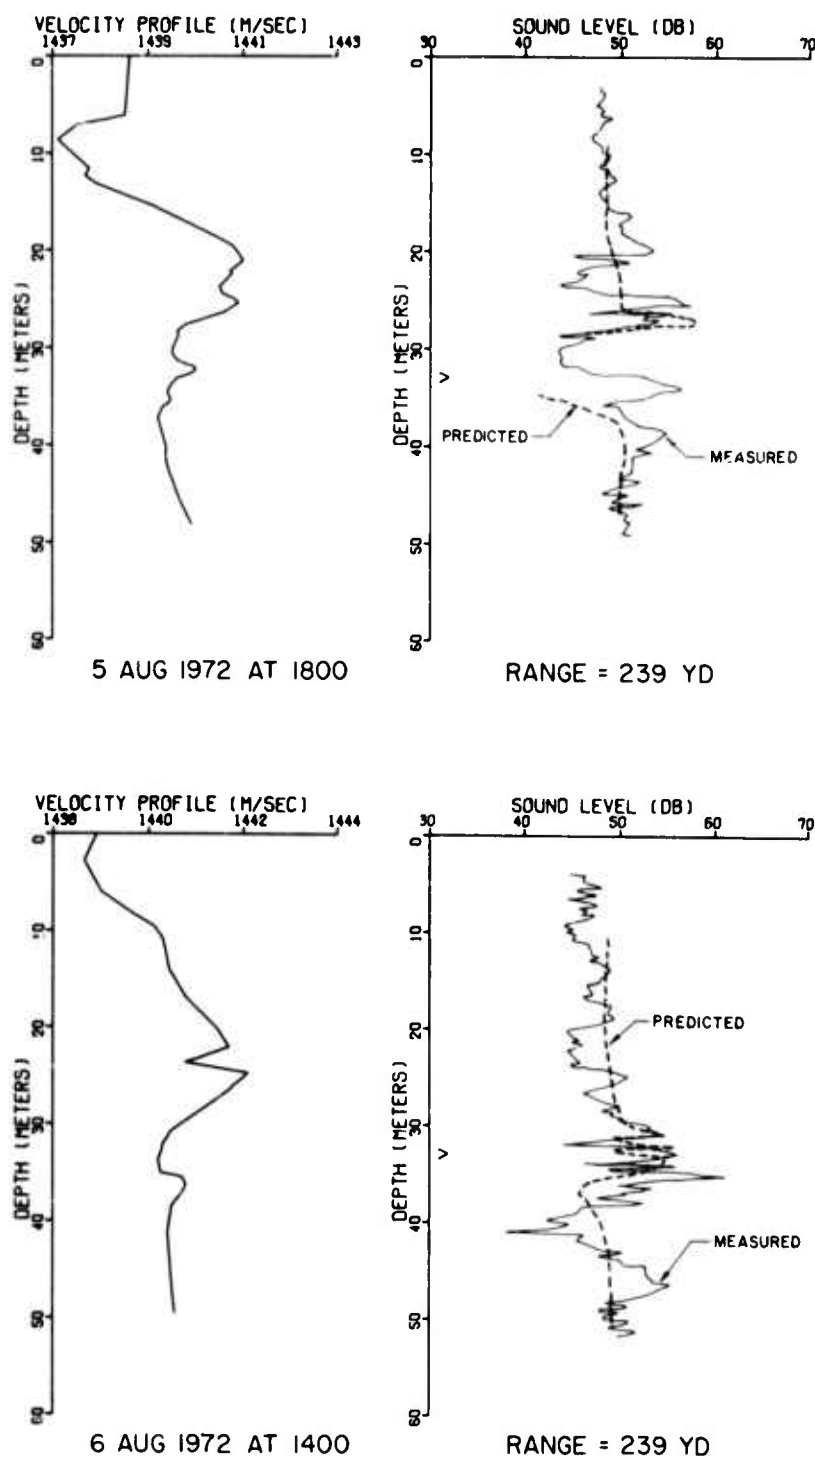 VELOCITY PROFILE (M/SEC)
1437 1439 1441 1443
DEPTH (METERS)
0
10
20
30
40
50
60
5 AUG 1972 AT 1800
SOUND LEVEL (DB)
30 40 50 60 70
DEPTH (METERS)
0
10
20
30
40
50
60
PREDICTED
MEASURED
RANGE = 239 YD
VELOCITY PROFILE (M/SEC)
1438 1440 1442 1444
DEPTH (METERS)
0
10
20
30
40
50
60
6 AUG 1972 AT 1400
SOUND LEVEL (DB)
30 40 50 60 70
DEPTH (METERS)
0
10
20
30
40
50
60
PREDICTED
MEASURED
RANGE = 239 YD